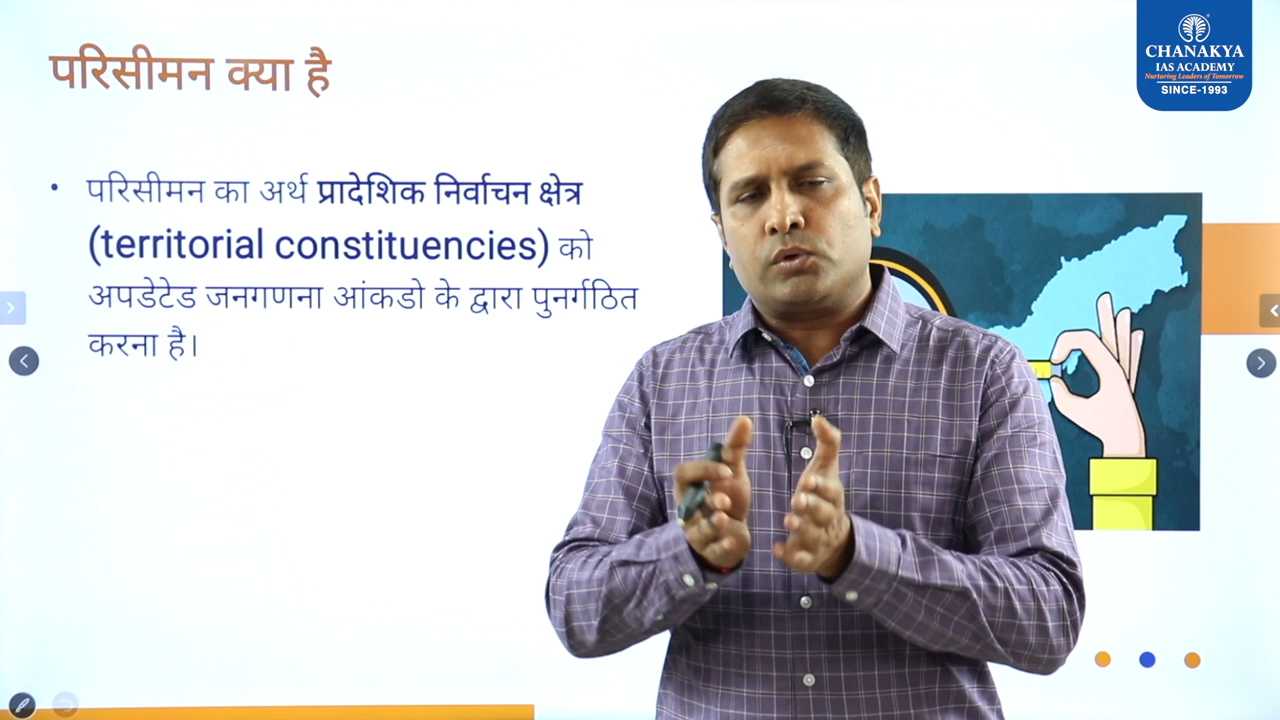 परिसीमन क्या है
• परिसीमन का अर्थ प्रादेशिक निर्वाचन क्षेत्र
(territorial constituencies) को
अपडेटेड जनगणना आंकडो के द्वारा पुनर्गठित
करना है।
CHANAKYA
IAS ACADEMY
Nurturing Leaders of Tomorrow
SINCE-1993